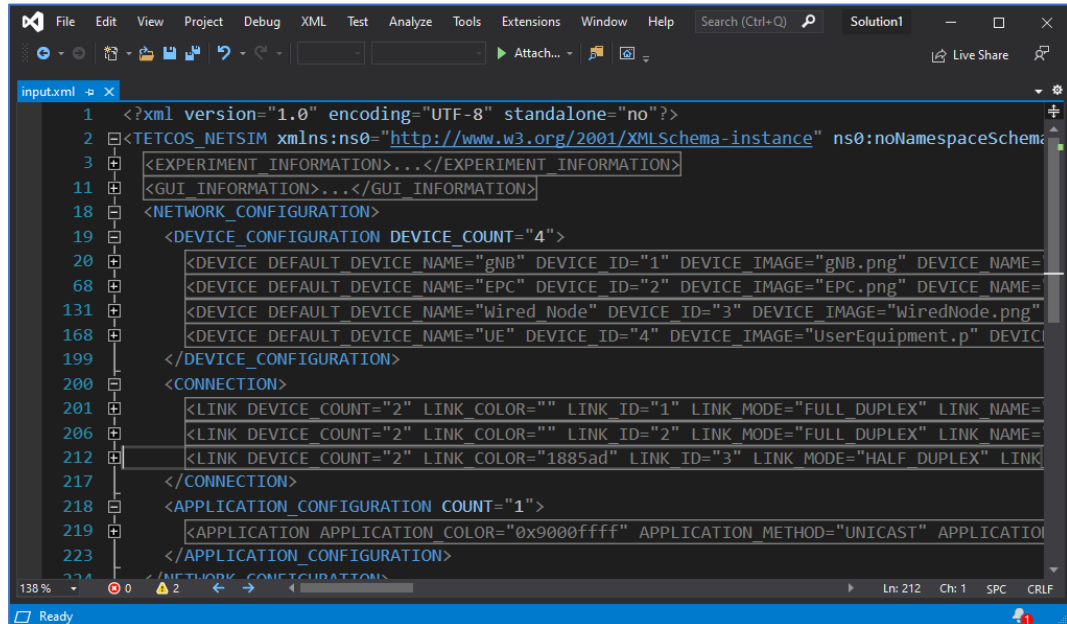 File Edit View Project Debug XML Test Analyze Tools Extensions Window Help Search (Ctrl+Q) Solution1
Attach... Live Share
input.xml
1 <?xml version="1.0" encoding="UTF-8" standalone="no"?>
2 <TETCOS_NETSIM xmlns:ns0="http://www.w3.org/2001/XMLSchema-instance" ns0:noNamespaceSchema
3 <EXPERIMENT_INFORMATION>...</EXPERIMENT_INFORMATION>
11 <GUI_INFORMATION>...</GUI_INFORMATION>
18 <NETWORK_CONFIGURATION>
19 <DEVICE_CONFIGURATION DEVICE_COUNT="4">
20 <DEVICE DEFAULT_DEVICE_NAME="gNB" DEVICE_ID="1" DEVICE_IMAGE="gNB.png" DEVICE_NAME="
68 <DEVICE DEFAULT_DEVICE_NAME="EPC" DEVICE_ID="2" DEVICE_IMAGE="EPC.png" DEVICE_NAME="
131 <DEVICE DEFAULT_DEVICE_NAME="Wired_Node" DEVICE_ID="3" DEVICE_IMAGE="WiredNode.png"
168 <DEVICE DEFAULT_DEVICE_NAME="UE" DEVICE_ID="4" DEVICE_IMAGE="UserEquipment.p" DEVIC
199 </DEVICE_CONFIGURATION>
200 <CONNECTION>
201 <LINK DEVICE_COUNT="2" LINK_COLOR="" LINK_ID="1" LINK_MODE="FULL_DUPLEX" LINK_NAME="
206 <LINK DEVICE_COUNT="2" LINK_COLOR="" LINK_ID="2" LINK_MODE="FULL_DUPLEX" LINK_NAME="
212 <LINK DEVICE_COUNT="2" LINK_COLOR="1885ad" LINK_ID="3" LINK_MODE="HALF_DUPLEX" LINK
217 </CONNECTION>
218 <APPLICATION_CONFIGURATION COUNT="1">
219 <APPLICATION APPLICATION_COLOR="0x9000ffff" APPLICATION_METHOD="UNICAST" APPLICATIO
223 </APPLICATION_CONFIGURATION>
224 </NETWORK_CONFIGURATION>
138 % 0 2 Ln: 212 Ch: 1 SPC CRLF
Ready 1